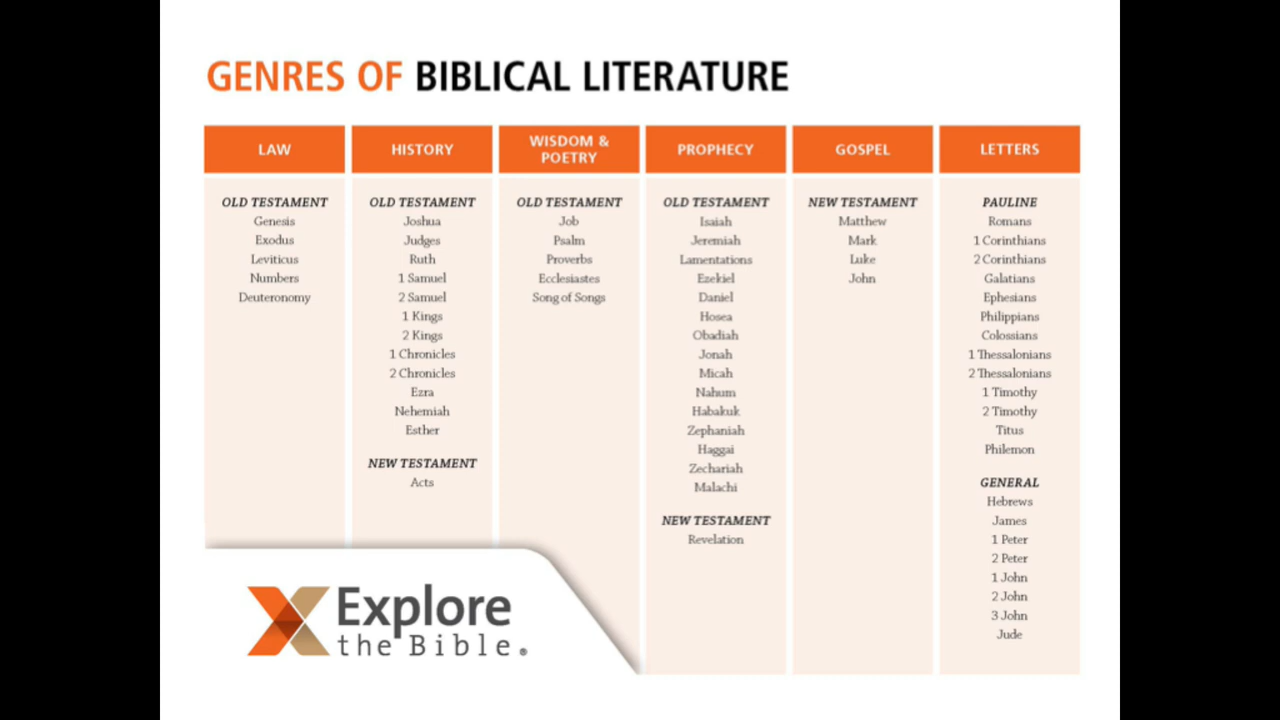 GENRES OF BIBLICAL LITERATURE
LAW
OLD TESTAMENT
Genesis
Exodus
Leviticus
Numbers
Deuteronomy
HISTORY
OLD TESTAMENT
Joshua
Judges
Ruth
1 Samuel
2 Samuel
1 Kings
2 Kings
1 Chronicles
2 Chronicles
Ezra
Nehemiah
Esther
NEW TESTAMENT
Acts
WISDOM &
POETRY
OLD TESTAMENT
Job
Psalm
Proverbs
Ecclesiastes
Song of Songs
PROPHECY
OLD TESTAMENT
Isaiah
Jeremiah
Lamentations
Ezekiel
Daniel
Hosea
Obadiah
Jonah
Micah
Nahum
Habakuk
Zephaniah
Haggai
Zechariah
Malachi
NEW TESTAMENT
Revelation
GOSPEL
NEW TESTAMENT
Matthew
Mark
Luke
John
LETTERS
PAULINE
Romans
1 Corinthians
2 Corinthians
Galatians
Ephesians
Philippians
Colossians
1 Thessalonians
2 Thessalonians
1 Timothy
2 Timothy
Titus
Philemon
GENERAL
Hebrews
James
1 Peter
2 Peter
1 John
2 John
3 John
Jude
Explore
the Bible®